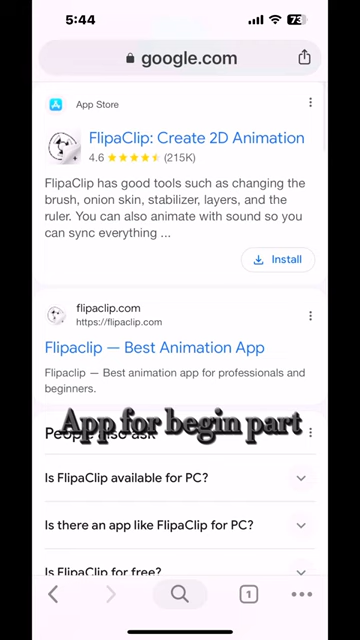 5:44
73
google.com
App Store
FlipaClip: Create 2D Animation
4.6 (215K)
FlipaClip has good tools such as changing the
brush, onion skin, stabilizer, layers, and the
ruler. You can also animate with sound so you
can sync everything ...
Install
flipaclip.com
https://flipaclip.com
Flipaclip — Best Animation App
Flipaclip — Best animation app for professionals and
beginners.
App for begin part
People also ask
Is FlipaClip available for PC?
Is there an app like FlipaClip for PC?
Is FlipaClip for free?
1